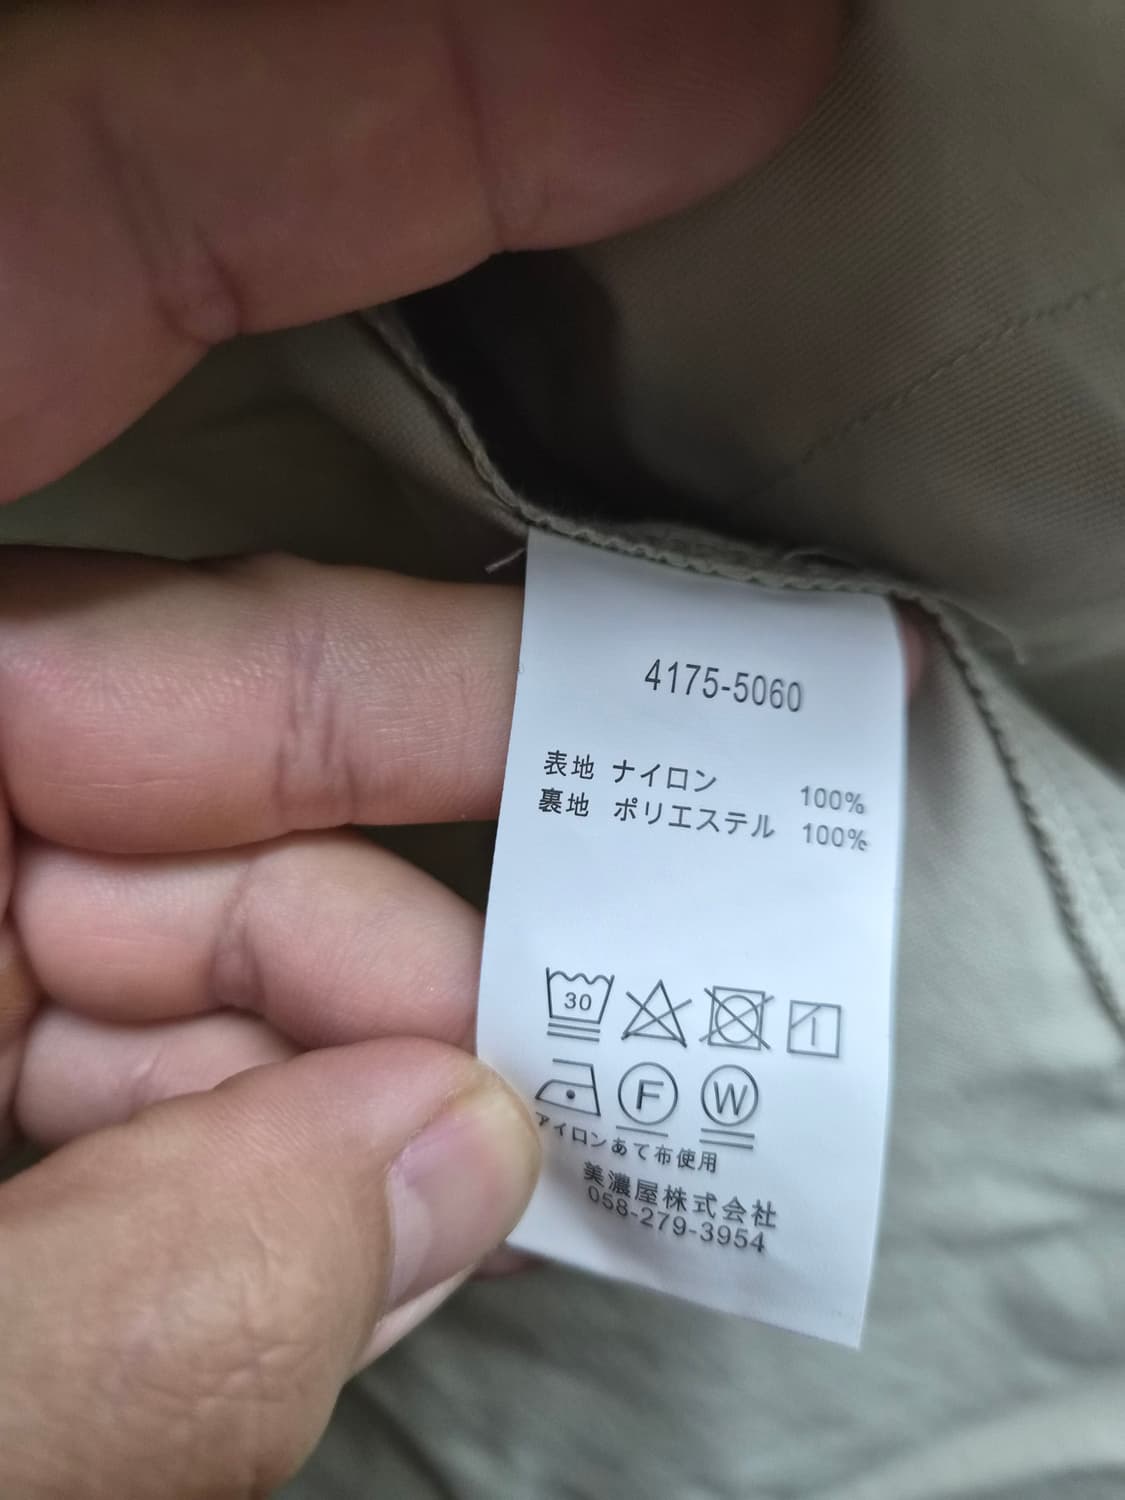 4175-5060
表地 ナイロン 100%
裏地 ポリエステル 100%
30
F W
アイロンあて布使用
美濃屋株式会社
058-279-3954